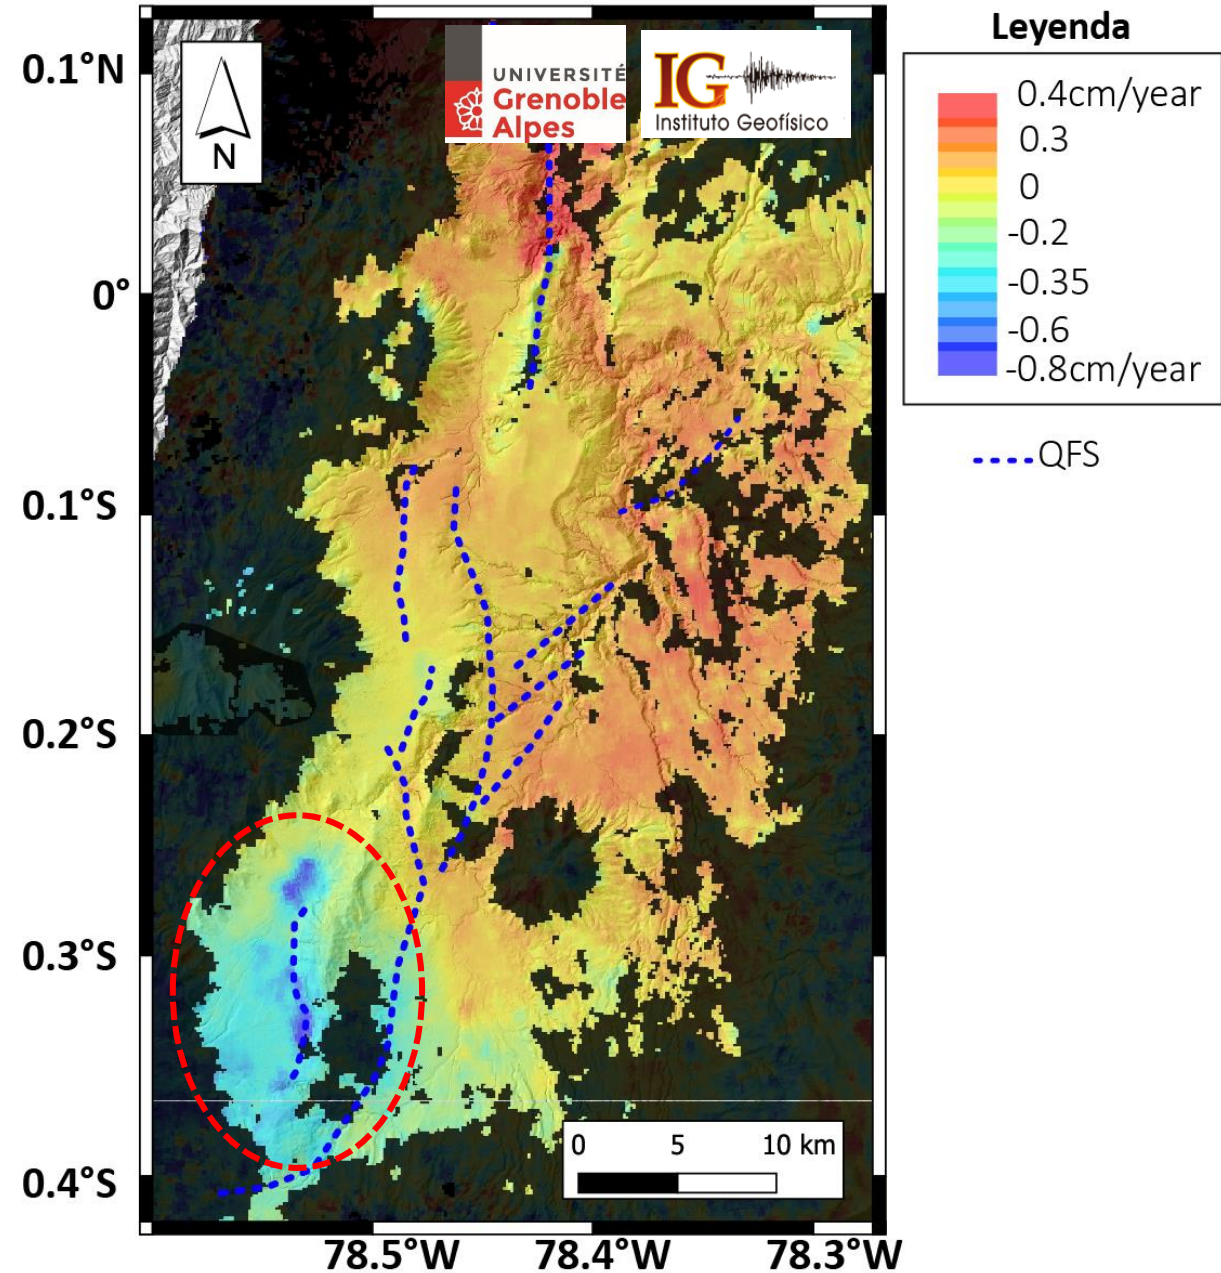 Leyenda
0.4cm/year
0.3
0
-0.2
-0.35
-0.6
-0.8cm/year
QFS
UNIVERSITÉ
Grenoble
Alpes
IG
Instituto Geofísico
N
0.1°N
0°
0.1°S
0.2°S
0.3°S
0.4°S
0 5 10 km
78.5°W 78.4°W 78.3°W